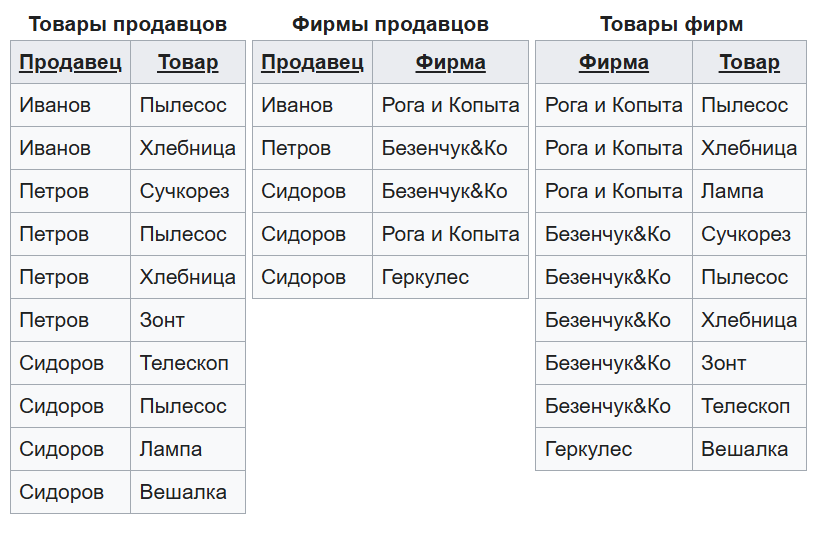 Товары продавцов
Продавец Товар
Иванов Пылесос
Иванов Хлебница
Петров Сучкорез
Петров Пылесос
Петров Хлебница
Петров Зонт
Сидоров Телескоп
Сидоров Пылесос
Сидоров Лампа
Сидоров Вешалка
Фирмы продавцов
Продавец Фирма
Иванов Рога и Копыта
Петров Безенчук&Ко
Сидоров Безенчук&Ко
Сидоров Рога и Копыта
Сидоров Геркулес
Товары фирм
Фирма Товар
Рога и Копыта Пылесос
Рога и Копыта Хлебница
Рога и Копыта Лампа
Безенчук&Ко Сучкорез
Безенчук&Ко Пылесос
Безенчук&Ко Хлебница
Безенчук&Ко Зонт
Безенчук&Ко Телескоп
Геркулес Вешалка